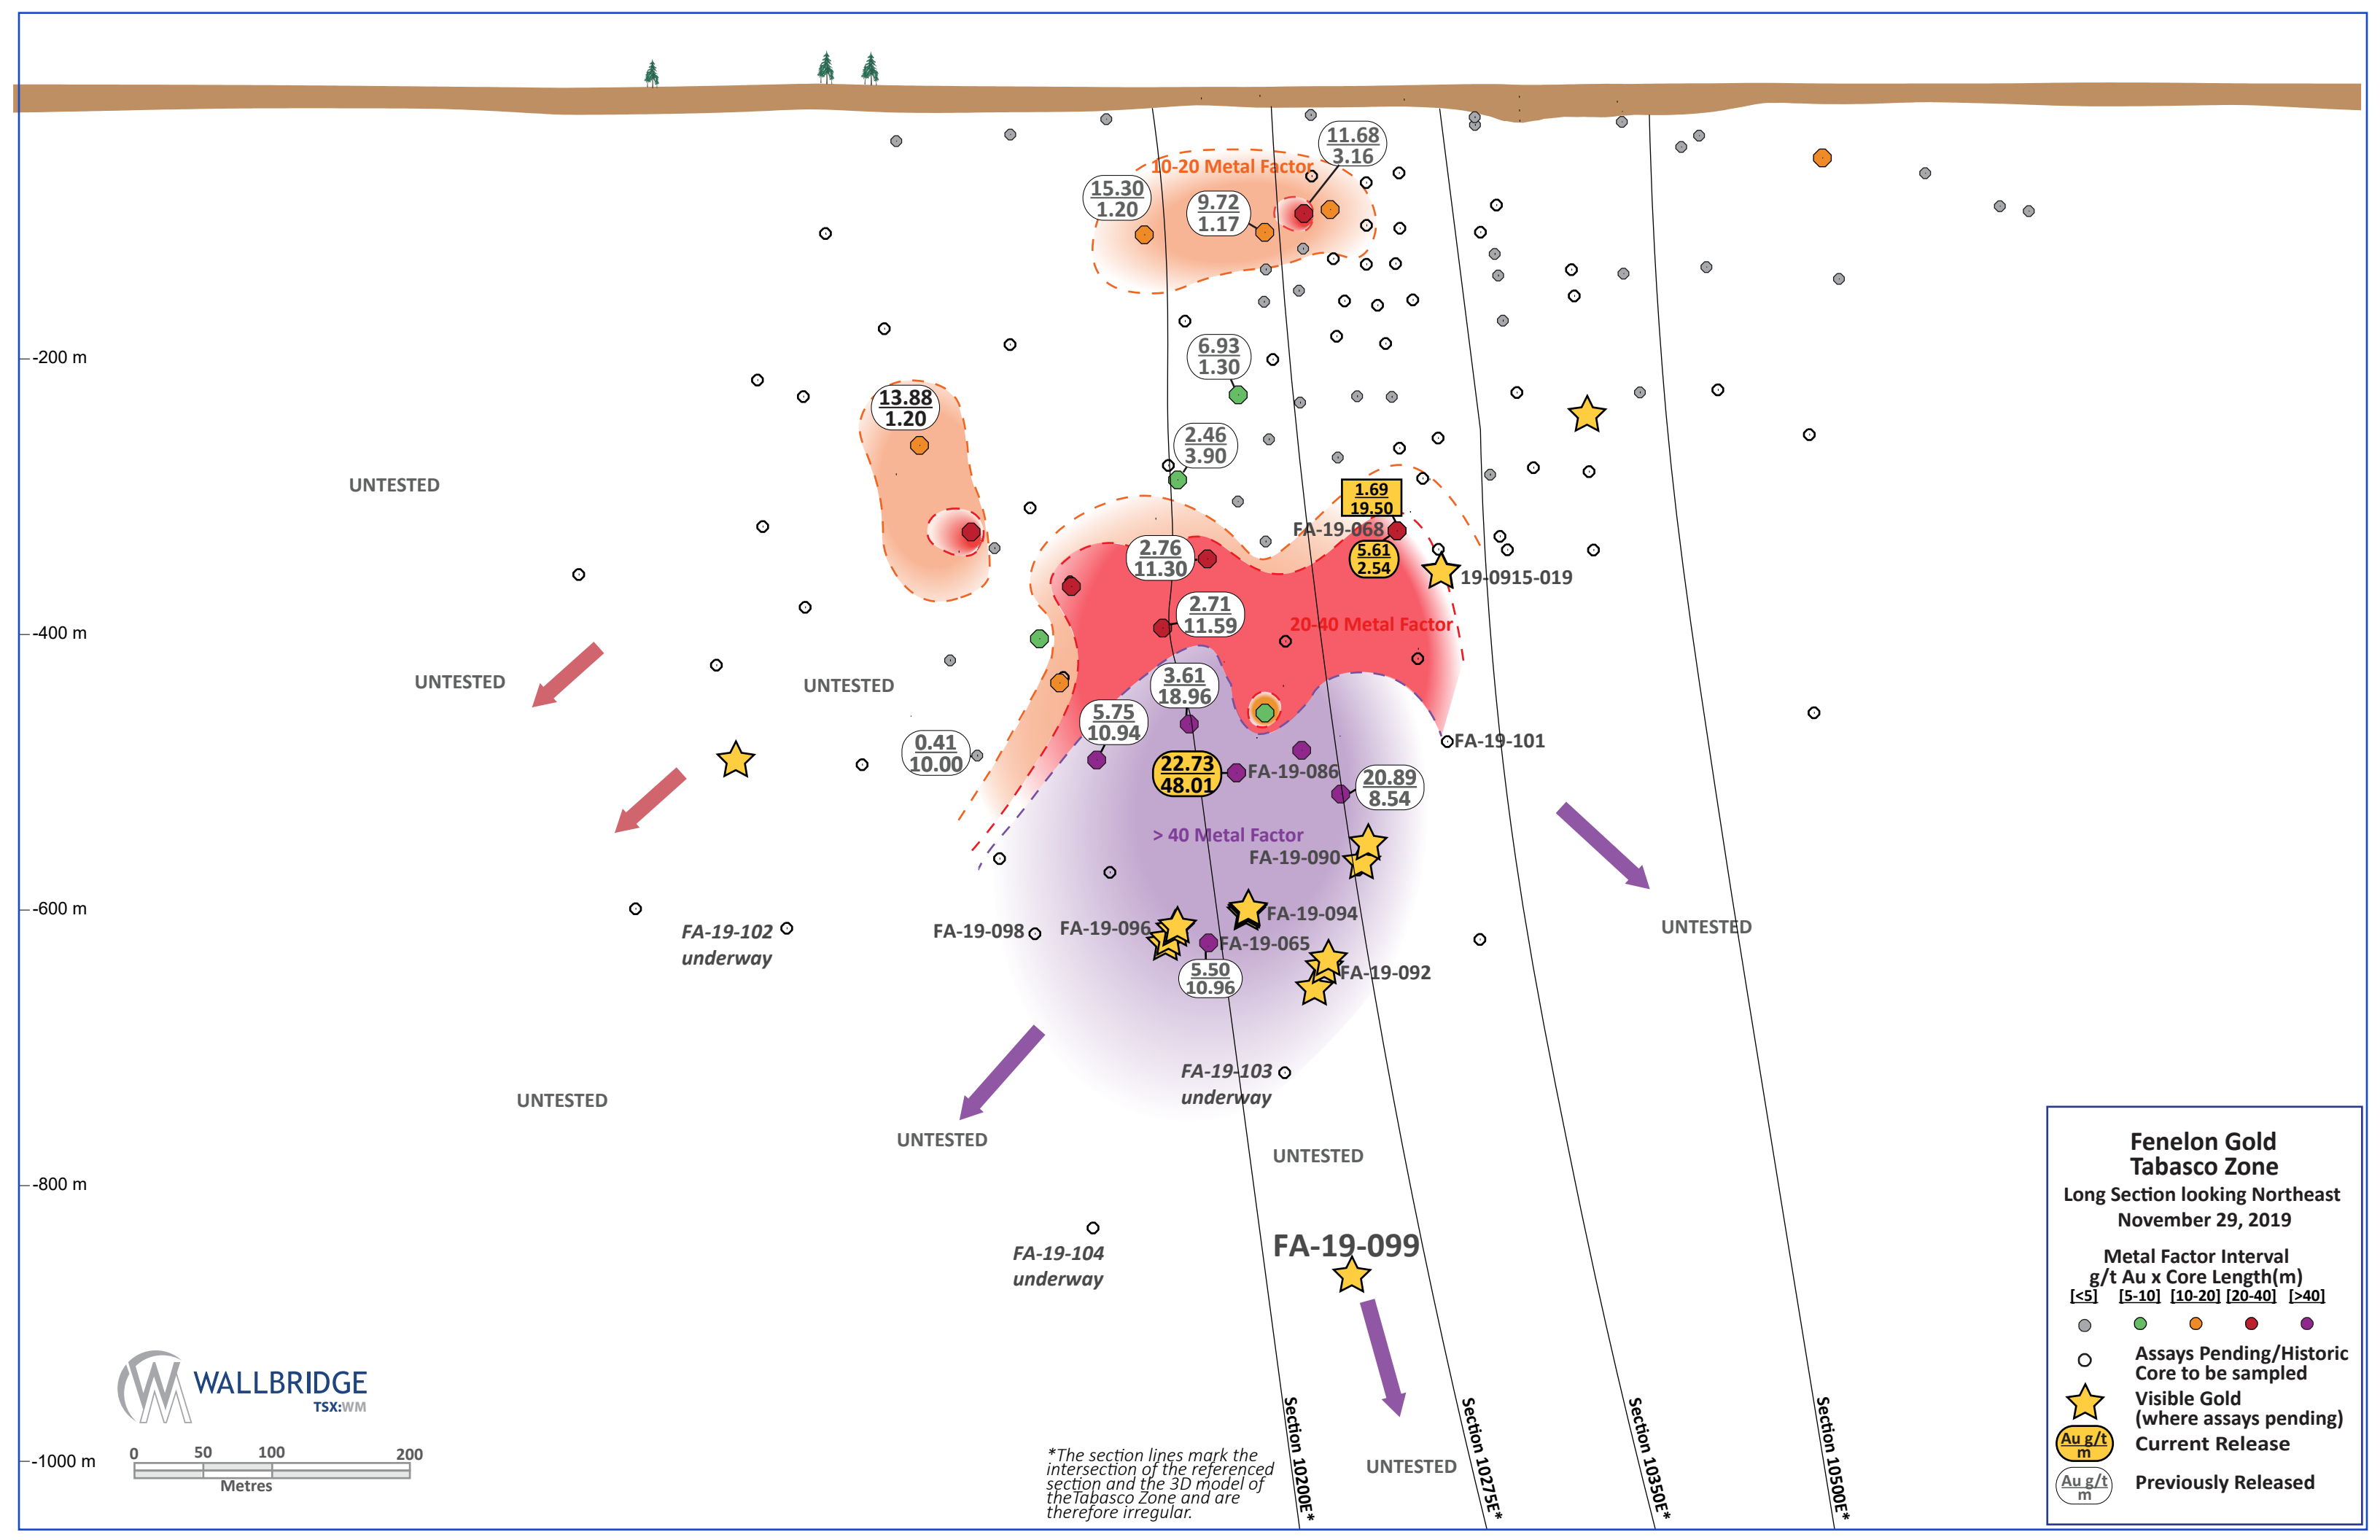 11.68
3.16
10-20 Metal Factor
15.30
1.20
9.72
1.17
6.93
1.30
-200 m
13.88
1.20
2.46
3.90
UNTESTED
1.69
19.50
FA-19-068
5.61
2.54
2.76
11.30
19-0915-019
2.71
11.59
20-40 Metal Factor
-400 m
UNTESTED
UNTESTED
3.61
18.96
5.75
10.94
0.41
10.00
FA-19-101
22.73
48.01
FA-19-086
20.89
8.54
> 40 Metal Factor
FA-19-090
-600 m
FA-19-094
FA-19-102
underway
FA-19-098
FA-19-096
FA-19-065
UNTESTED
5.50
10.96
FA-19-092
FA-19-103
underway
UNTESTED
UNTESTED
UNTESTED
-800 m
FA-19-104
underway
FA-19-099
Fenelon Gold
Tabasco Zone
Long Section looking Northeast
November 29, 2019
Metal Factor Interval
g/t Au x Core Length(m)
[<5] [5-10] [10-20] [20-40] [>40]
Assays Pending/Historic
Core to be sampled
Visible Gold
(where assays pending)
Au g/t
m
Current Release
Au g/t
m
Previously Released
WALLBRIDGE
TSX:WM
0 50 100 200
Metres
-1000 m
*The section lines mark the
intersection of the referenced
section and the 3D model of
theTabasco Zone and are
therefore irregular.
UNTESTED
Section 10200E*
Section 10275E*
Section 10350E*
Section 10500E*